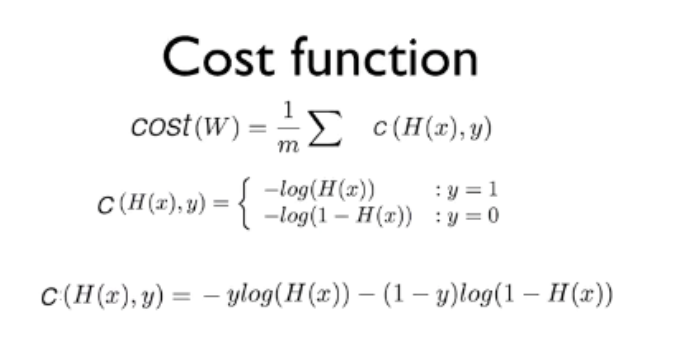 Cost function
cost(W) = 1/m ∑ c(H(x), y)
C(H(x), y) = { -log(H(x)) : y = 1
-log(1 - H(x)) : y = 0
C:(H(x), y) = - ylog(H(x)) - (1 - y)log(1 - H(x))